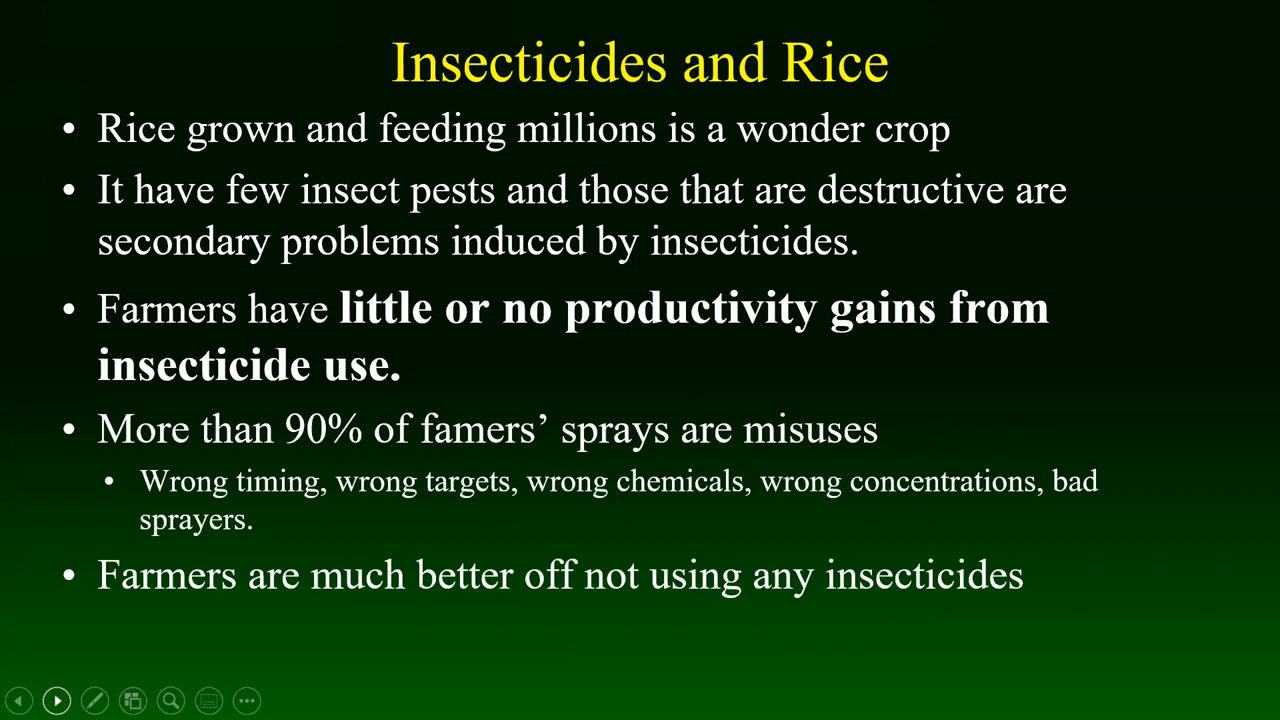 Insecticides and Rice
• Rice grown and feeding millions is a wonder crop
• It have few insect pests and those that are destructive are
secondary problems induced by insecticides.
• Farmers have little or no productivity gains from
insecticide use.
• More than 90% of famers’ sprays are misuses
• Wrong timing, wrong targets, wrong chemicals, wrong concentrations, bad
sprayers.
• Farmers are much better off not using any insecticides